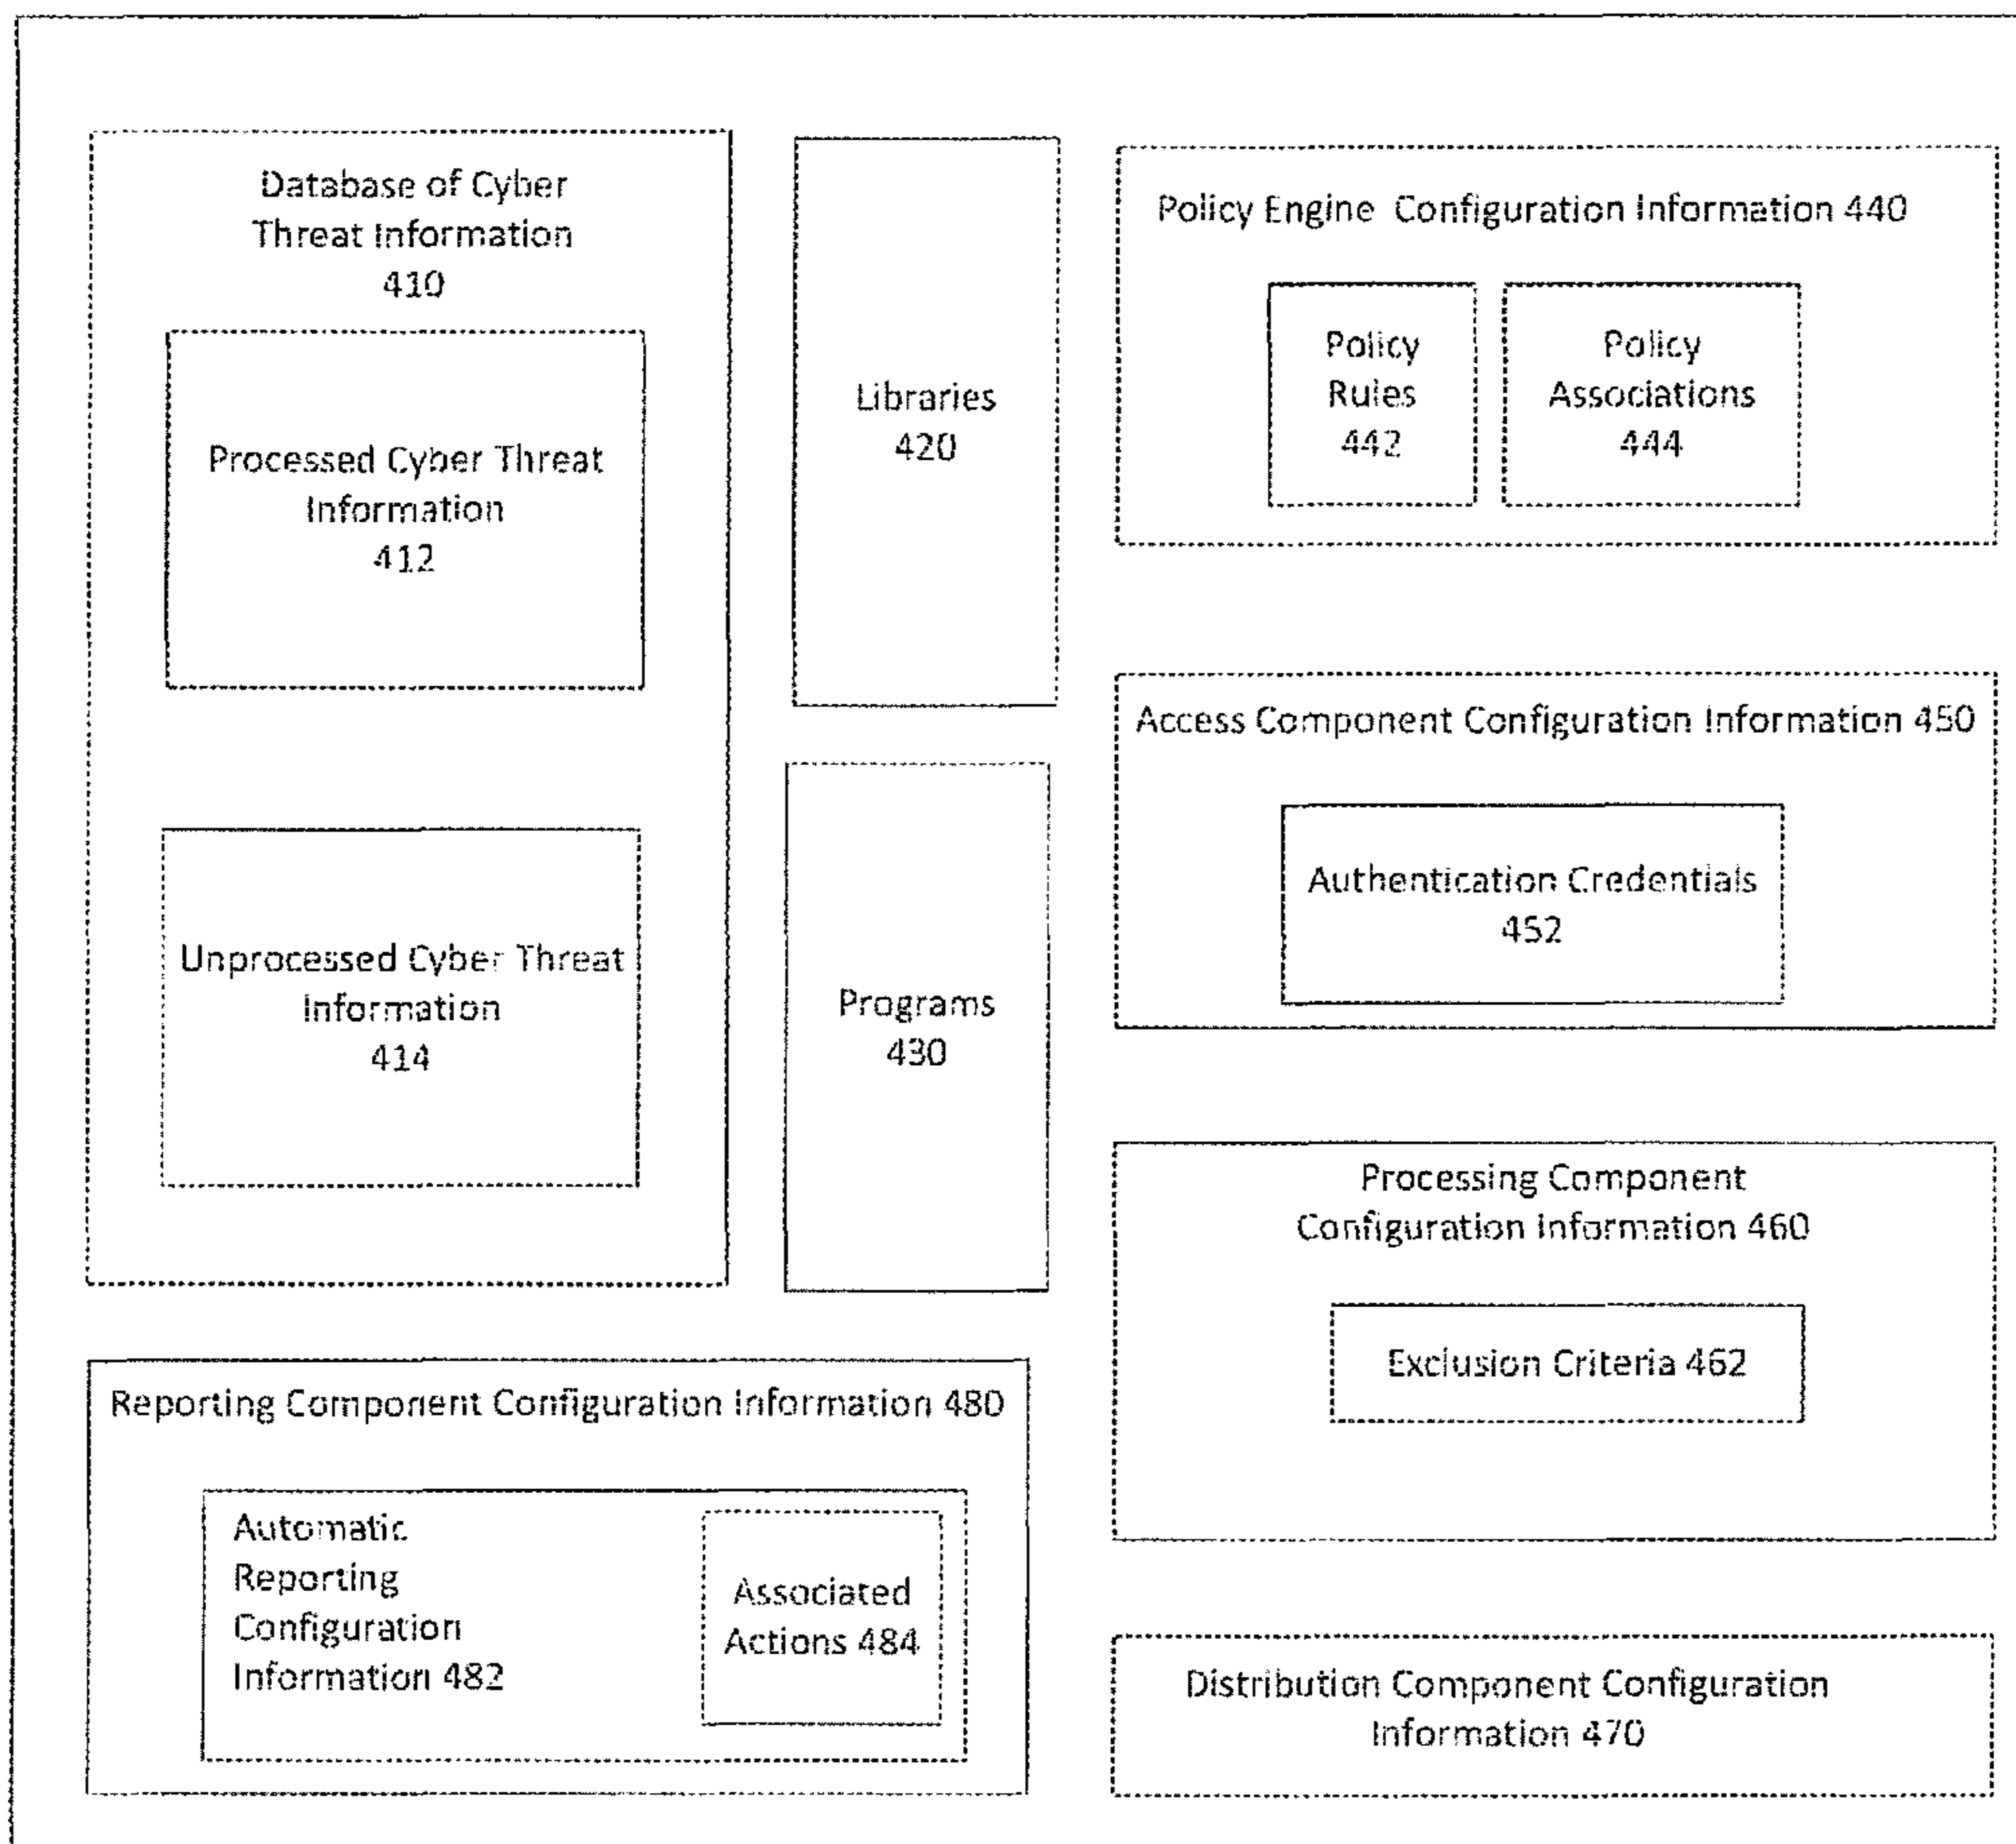 Database of Cyber
Threat Information
410
Processed Cyber Threat
Information
412
Unprocessed Cyber Threat
Information
414
Libraries
420
Programs
430
Policy Engine Configuration Information 440
Policy
Rules
442
Policy
Associations
444
Access Component Configuration Information 450
Authentication Credentials
452
Processing Component
Configuration Information 460
Exclusion Criteria 462
Reporting Component Configuration Information 480
Automatic
Reporting
Configuration
Information 482
Associated
Actions 484
Distribution Component Configuration
Information 470